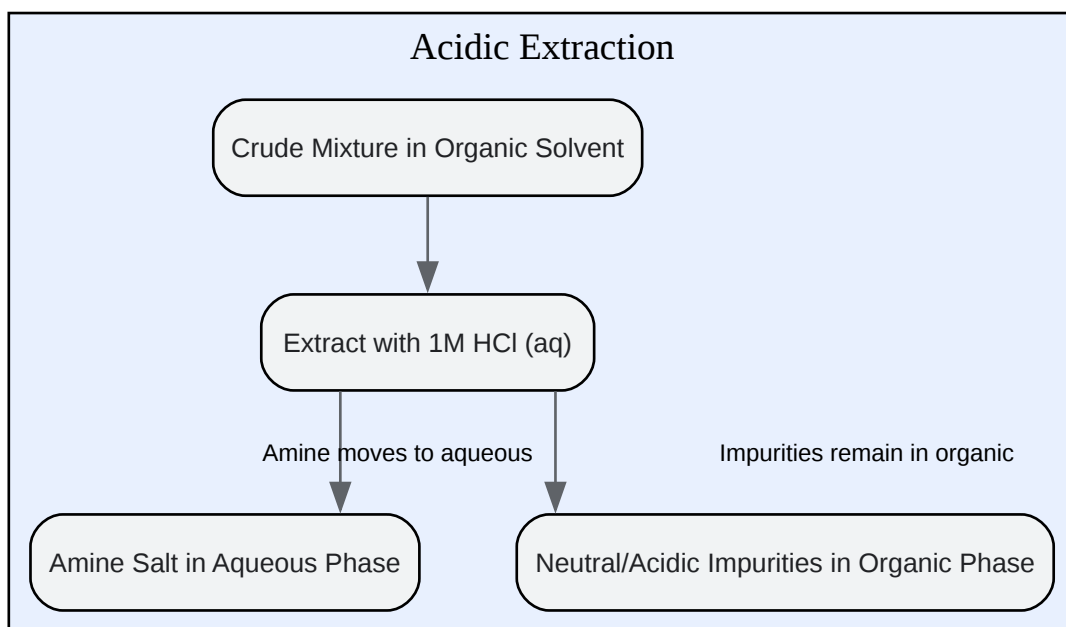 Acidic Extraction
Crude Mixture in Organic Solvent
Extract with 1M HCl (aq)
Amine moves to aqueous
Impurities remain in organic
Amine Salt in Aqueous Phase
Neutral/Acidic Impurities in Organic Phase